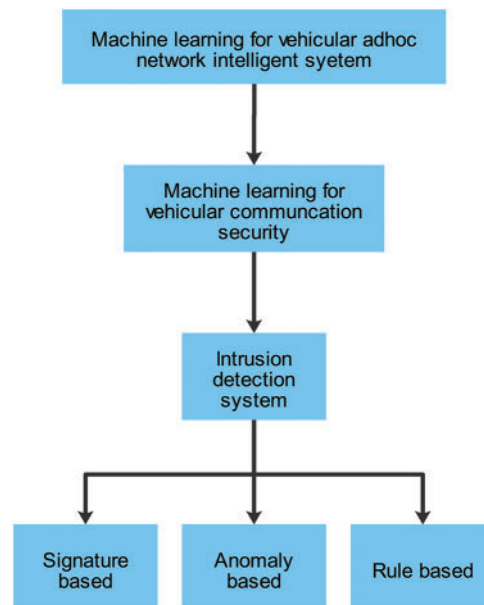 Machine learning for vehicular adhoc
network intelligent syetem
Machine learning for
vehicular communcation
security
Intrusion
detection
system
Signature
based
Anomaly
based
Rule based